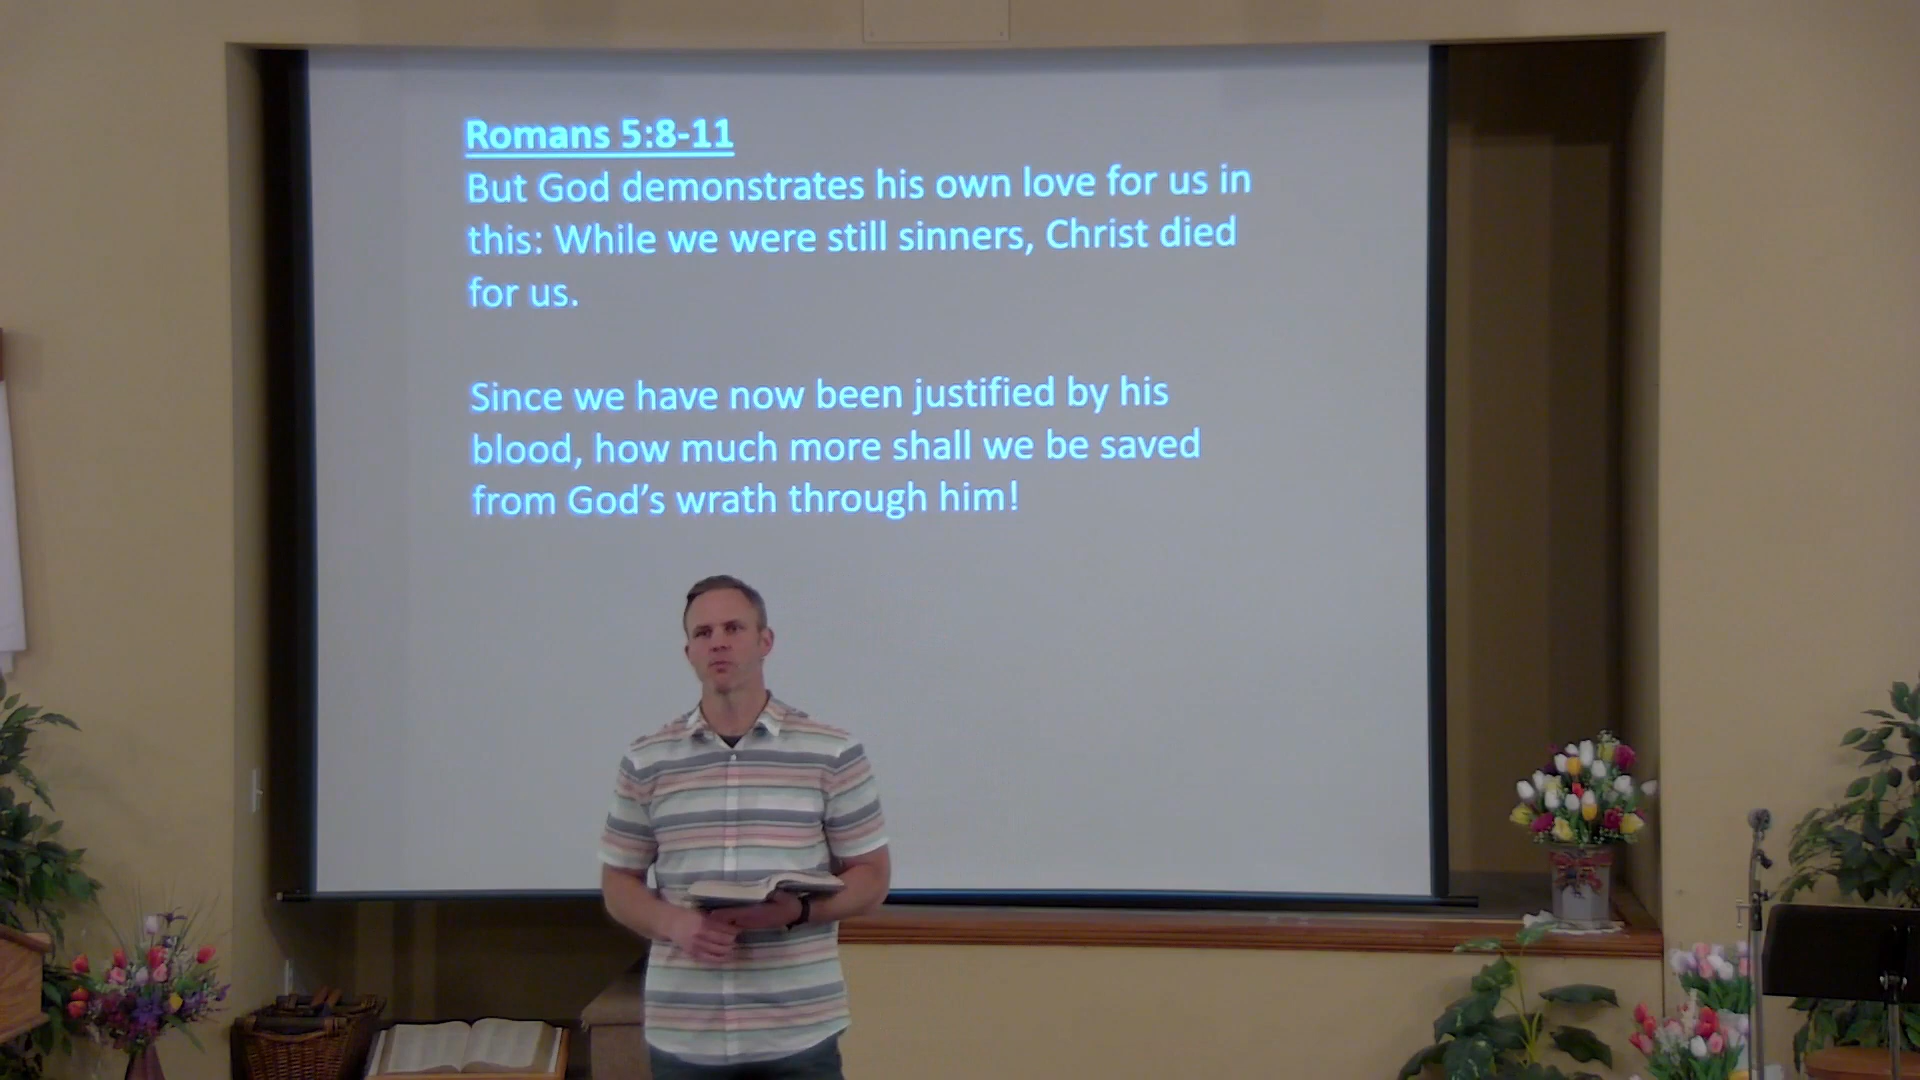 Romans 5:8-11
But God demonstrates his own love for us in
this: While we were still sinners, Christ died
for us.
Since we have now been justified by his
blood, how much more shall we be saved
from God’s wrath through him!